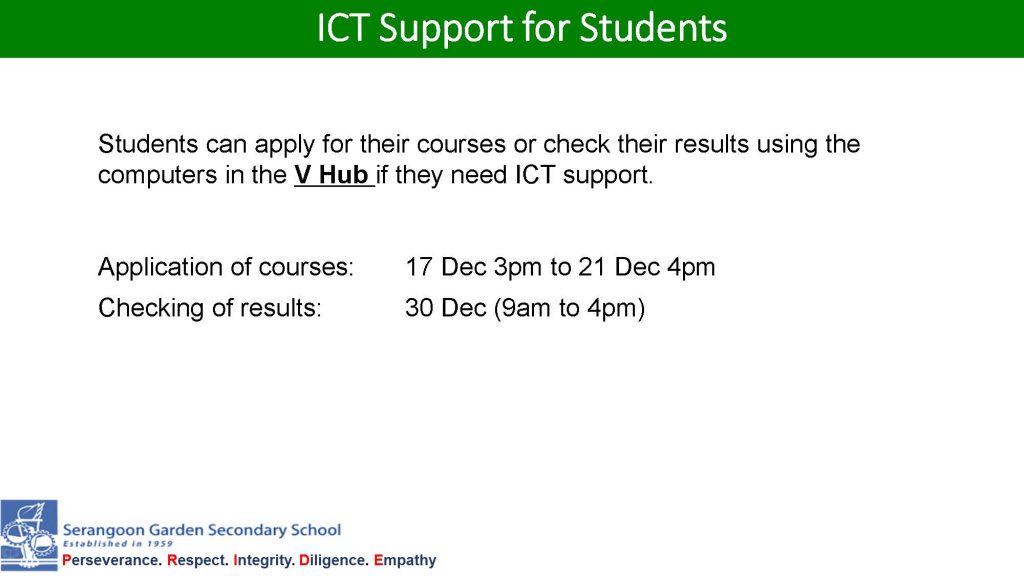 ICT Support for Students
Students can apply for their courses or check their results using the
computers in the V Hub if they need ICT support.
Application of courses: 17 Dec 3pm to 21 Dec 4pm
Checking of results: 30 Dec (9am to 4pm)
Serangoon Garden Secondary School
Established in 1959
Perseverance. Respect. Integrity. Diligence. Empathy